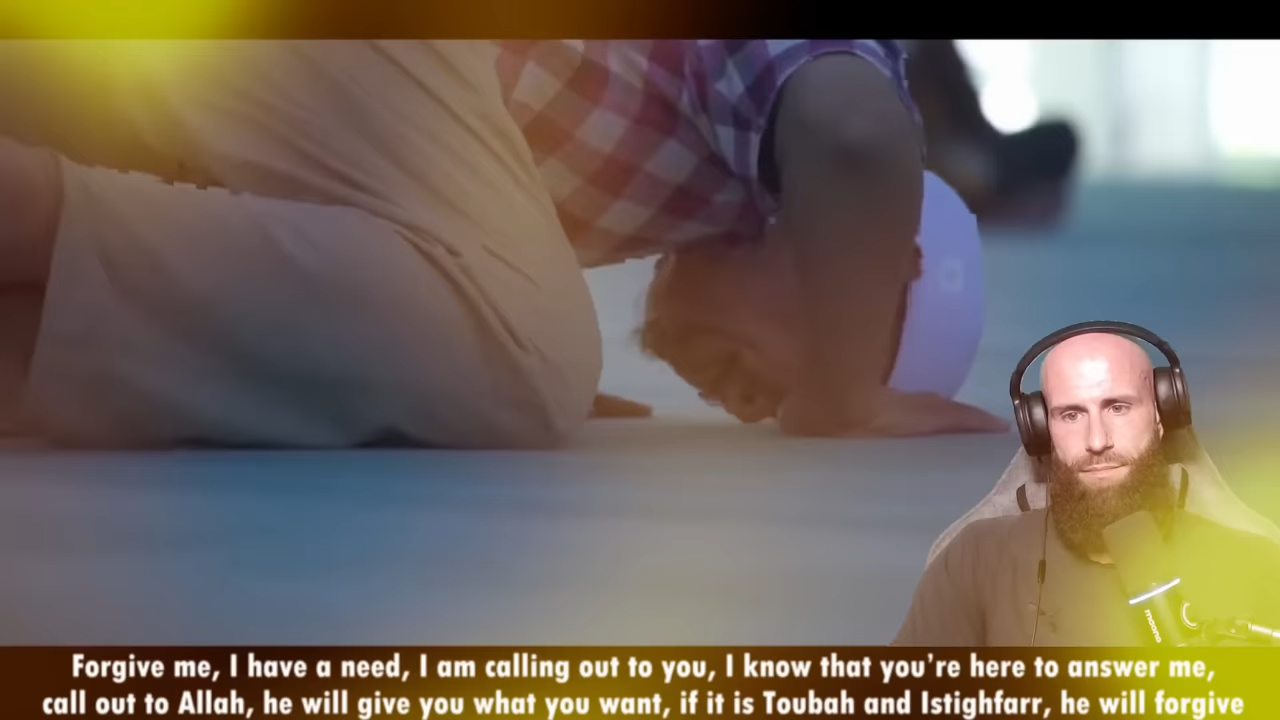 Forgive me, I have a need, I am calling out to you, I know that you're here to answer me,
call out to Allah, he will give you what you want, if it is Toubah and Istighfarr, he will forgive
maono